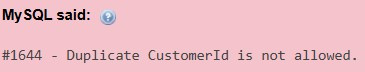 MySQL said:
#1644 - Duplicate CustomerId is not allowed.